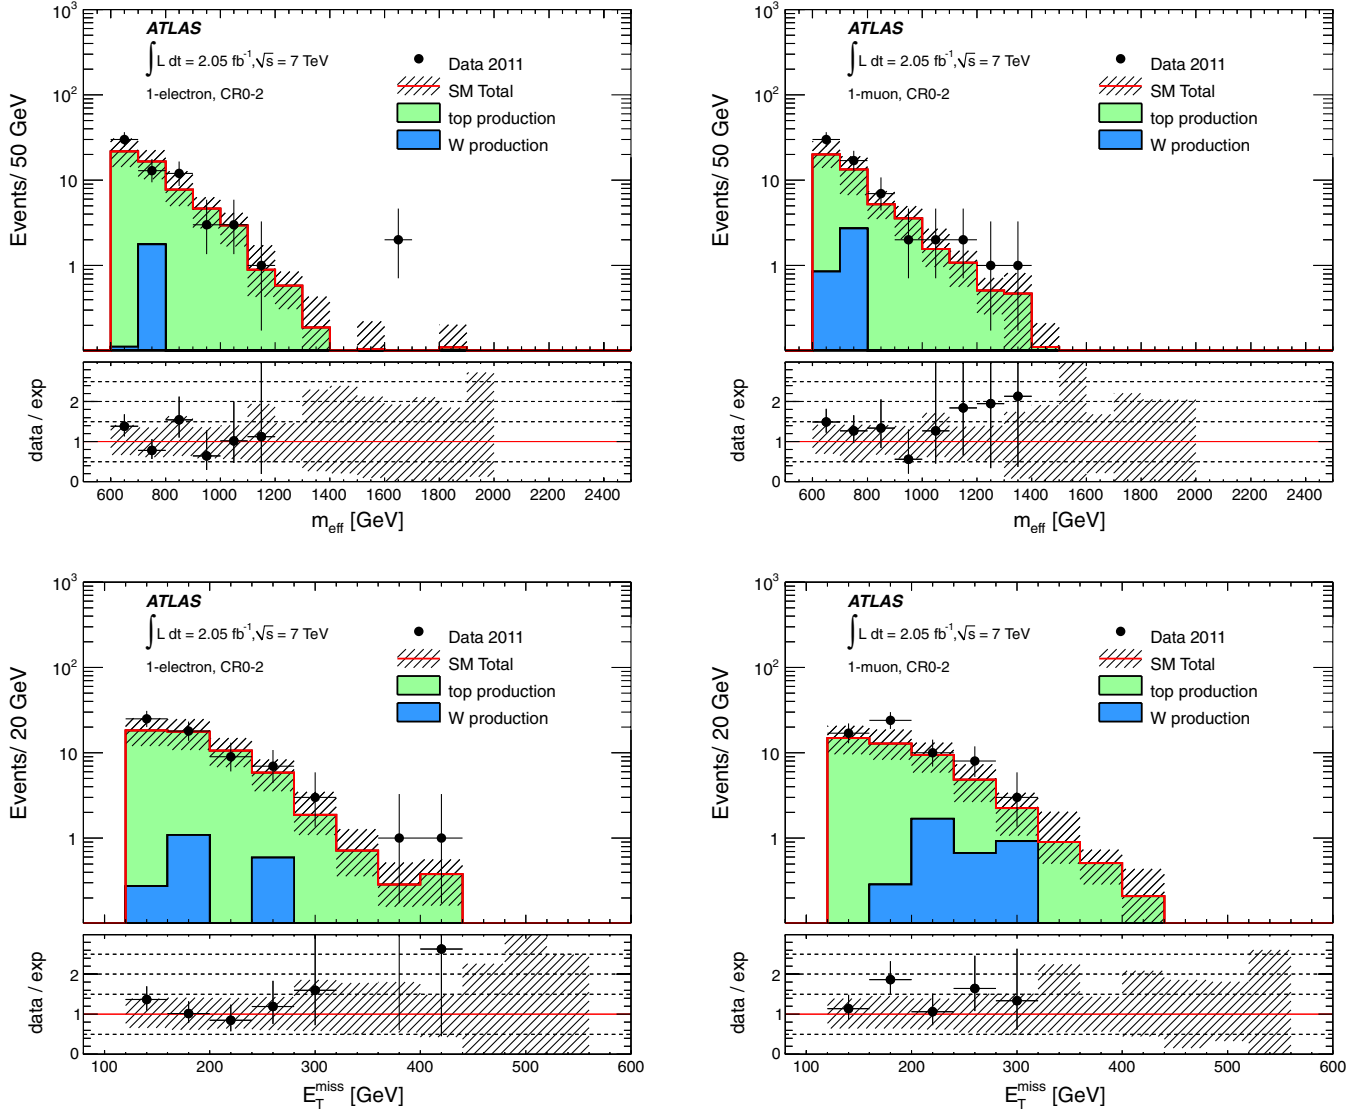 10³
10²
10
1
Events/ 50 GeV
ATLAS
∫ L dt = 2.05 fb⁻¹,√s = 7 TeV
1-electron, CR0-2
Data 2011
SM Total
top production
W production
data / exp
2
1
0
600 800 1000 1200 1400 1600 1800 2000 2200 2400
m_eff [GeV]
10³
10²
10
1
Events/ 50 GeV
ATLAS
∫ L dt = 2.05 fb⁻¹,√s = 7 TeV
1-muon, CR0-2
Data 2011
SM Total
top production
W production
data / exp
2
1
0
600 800 1000 1200 1400 1600 1800 2000 2200 2400
m_eff [GeV]
10³
10²
10
1
Events/ 20 GeV
ATLAS
∫ L dt = 2.05 fb⁻¹,√s = 7 TeV
1-electron, CR0-2
Data 2011
SM Total
top production
W production
data / exp
2
1
0
100 200 300 400 500 600
E_T^miss [GeV]
10³
10²
10
1
Events/ 20 GeV
ATLAS
∫ L dt = 2.05 fb⁻¹,√s = 7 TeV
1-muon, CR0-2
Data 2011
SM Total
top production
W production
data / exp
2
1
0
100 200 300 400 500 600
E_T^miss [GeV]